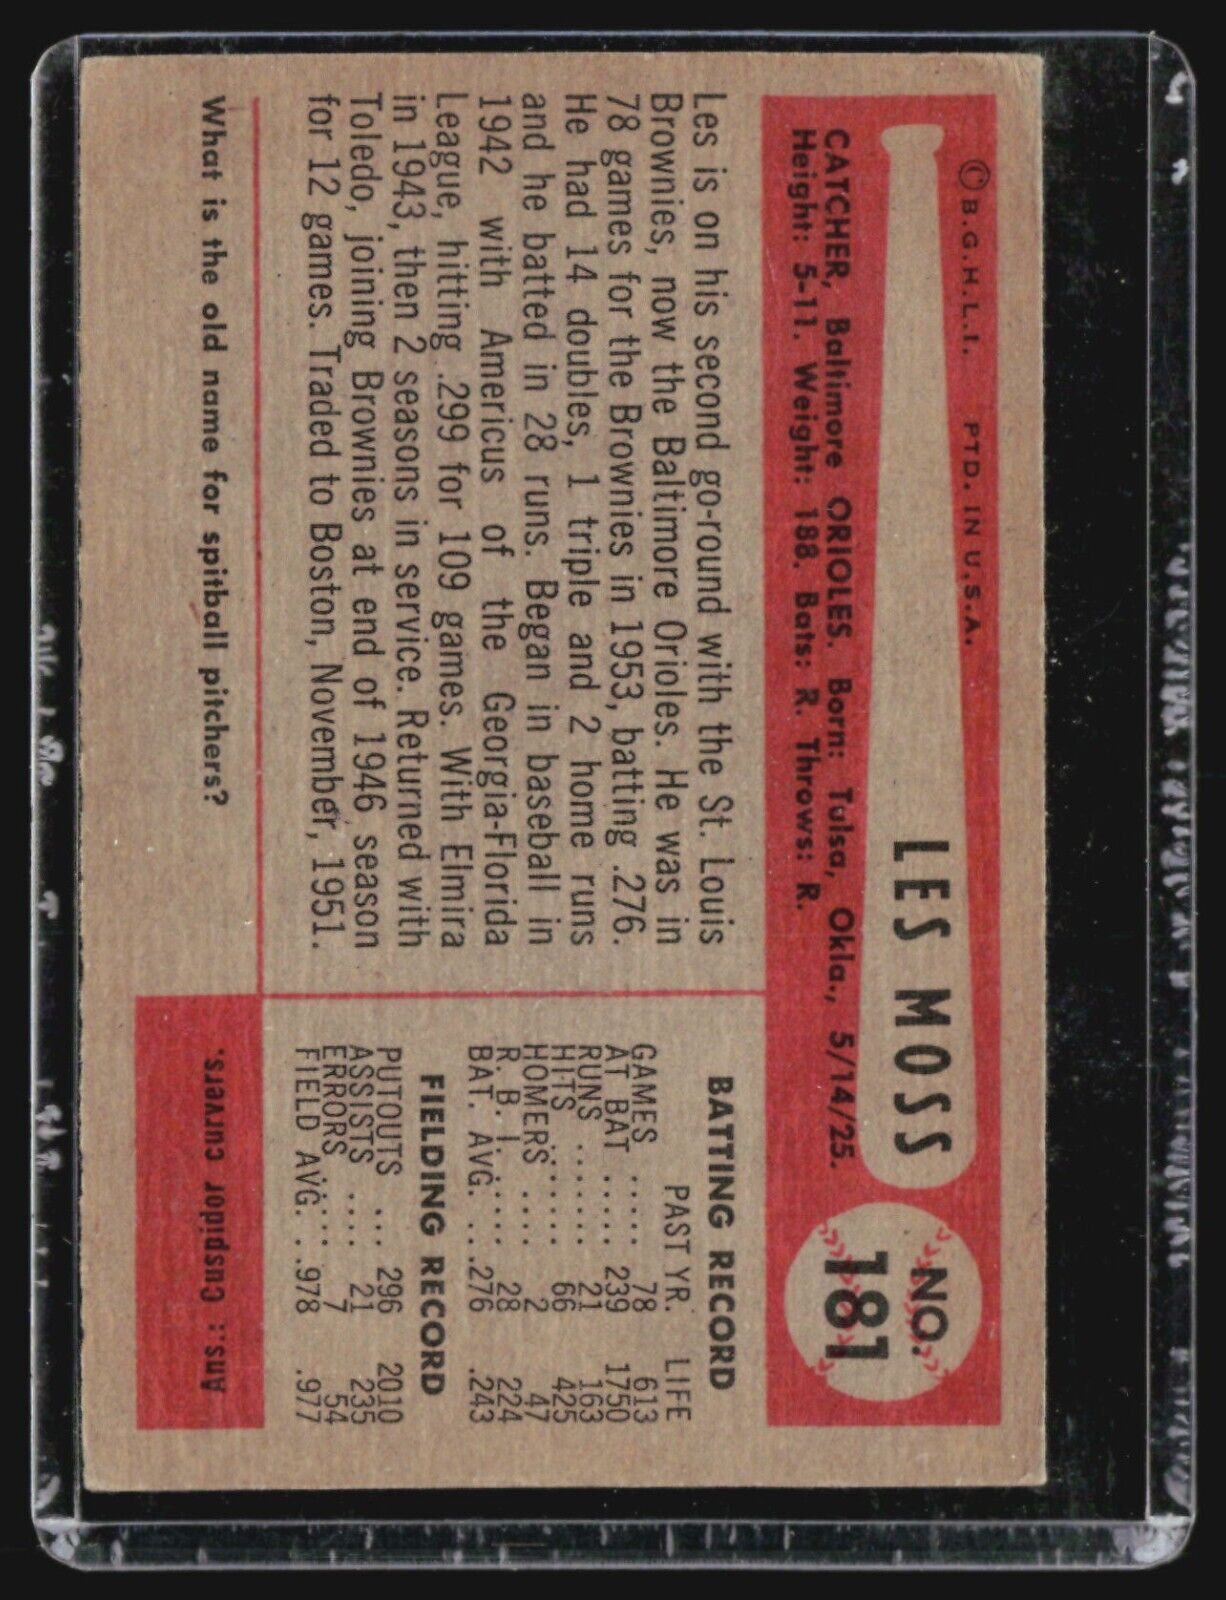 © B.G.H.L.I. PTD. IN U.S.A.
LES MOSS
NO.
181
CATCHER, Baltimore ORIOLES. Born: Tulsa, Okla., 5/14/25.
Height: 5-11. Weight: 188. Bats: R. Throws: R.
Les is on his second go-round with the St. Louis
Brownies, now the Baltimore Orioles. He was in
78 games for the Brownies in 1953, batting .276.
He had 14 doubles, 1 triple and 2 home runs
and he batted in 28 runs. Began in baseball in
1942 with Americus of the Georgia-Florida
League, hitting .299 for 109 games. With Elmira
in 1943, then 2 seasons in service. Returned with
Toledo, joining Brownies at end of 1946 season
for 12 games. Traded to Boston, November, 1951.
BATTING RECORD
PAST YR. LIFE
GAMES ..... 78 613
AT BAT ..... 239 1750
RUNS ....... 21 163
HITS ....... 66 425
HOMERS .... 2 47
R. B. I. ..... 28 224
BAT. AVG. ...276 .243
FIELDING RECORD
PUTOUTS ... 296 2010
ASSISTS .... 21 235
ERRORS ..... 7 54
FIELD AVG. . .978 .977
What is the old name for spitball pitchers?
Ans.: Cuspidor curvers.